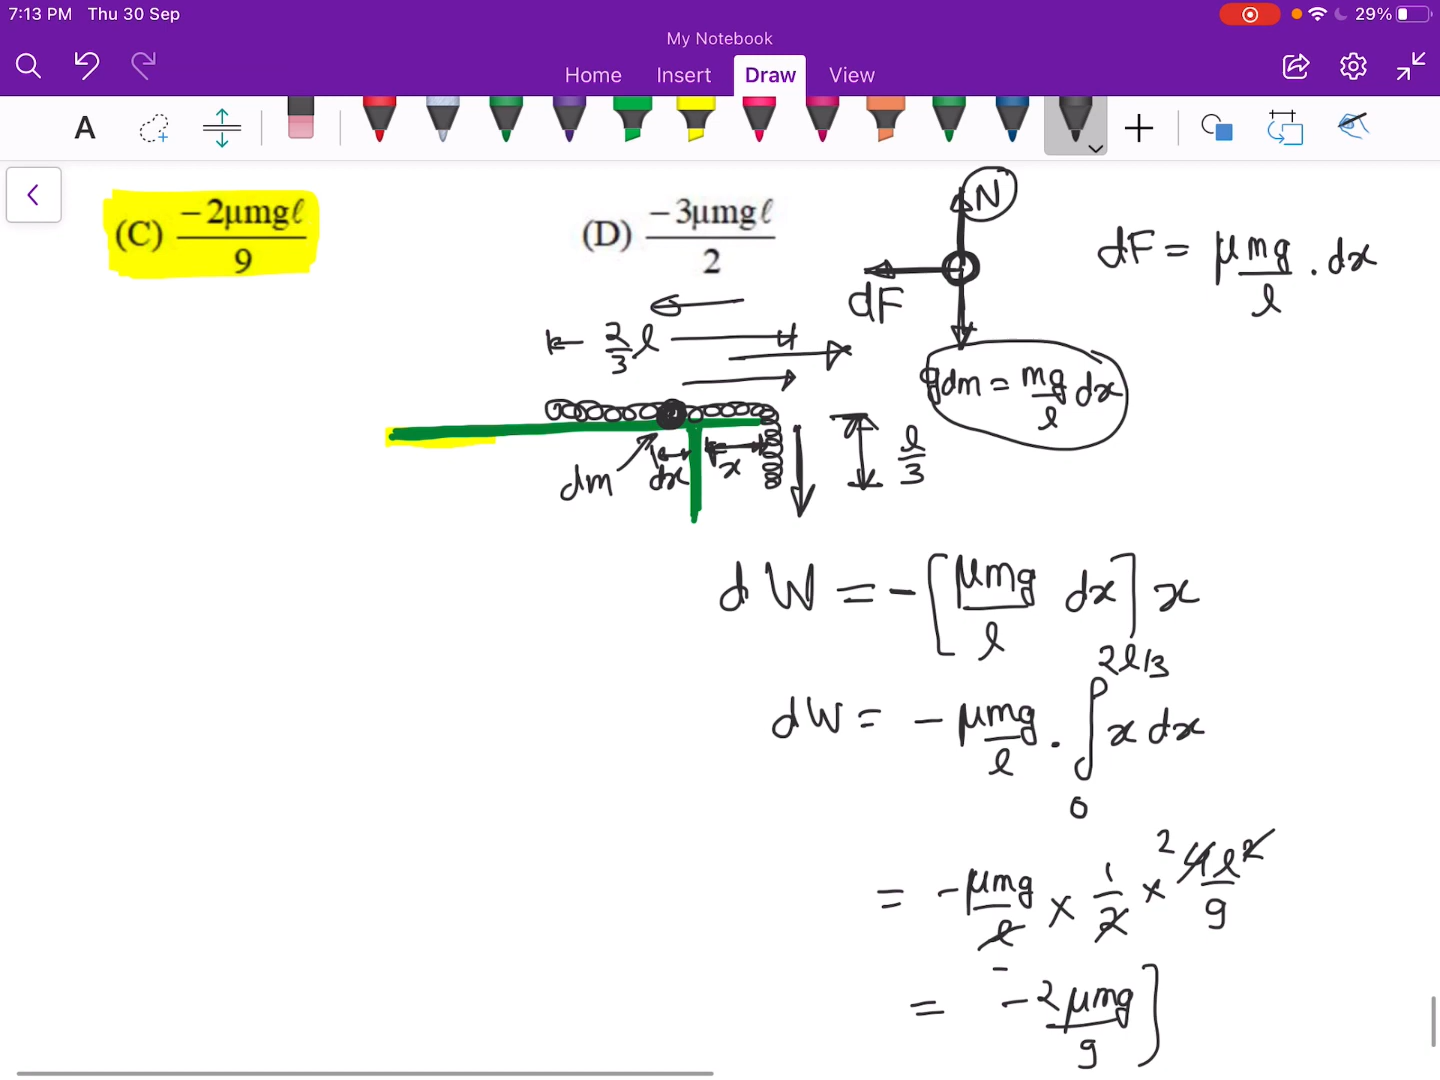 7:13 PM Thu 30 Sep
29%
My Notebook
Home Insert Draw View
A
(C) −2μmgℓ/9
(D) −3μmgℓ/2
N
dF
dF = μmg/l . dx
2/3 l
gdm = mg/l dx
l/3
dm
dx
x
dW = −[μmg/l dx] x
dW = − μmg/l . ∫₀^(2l/3) x dx
= −μmg/l × 1/2 × 2 4l²/9
= −2μmg/9]